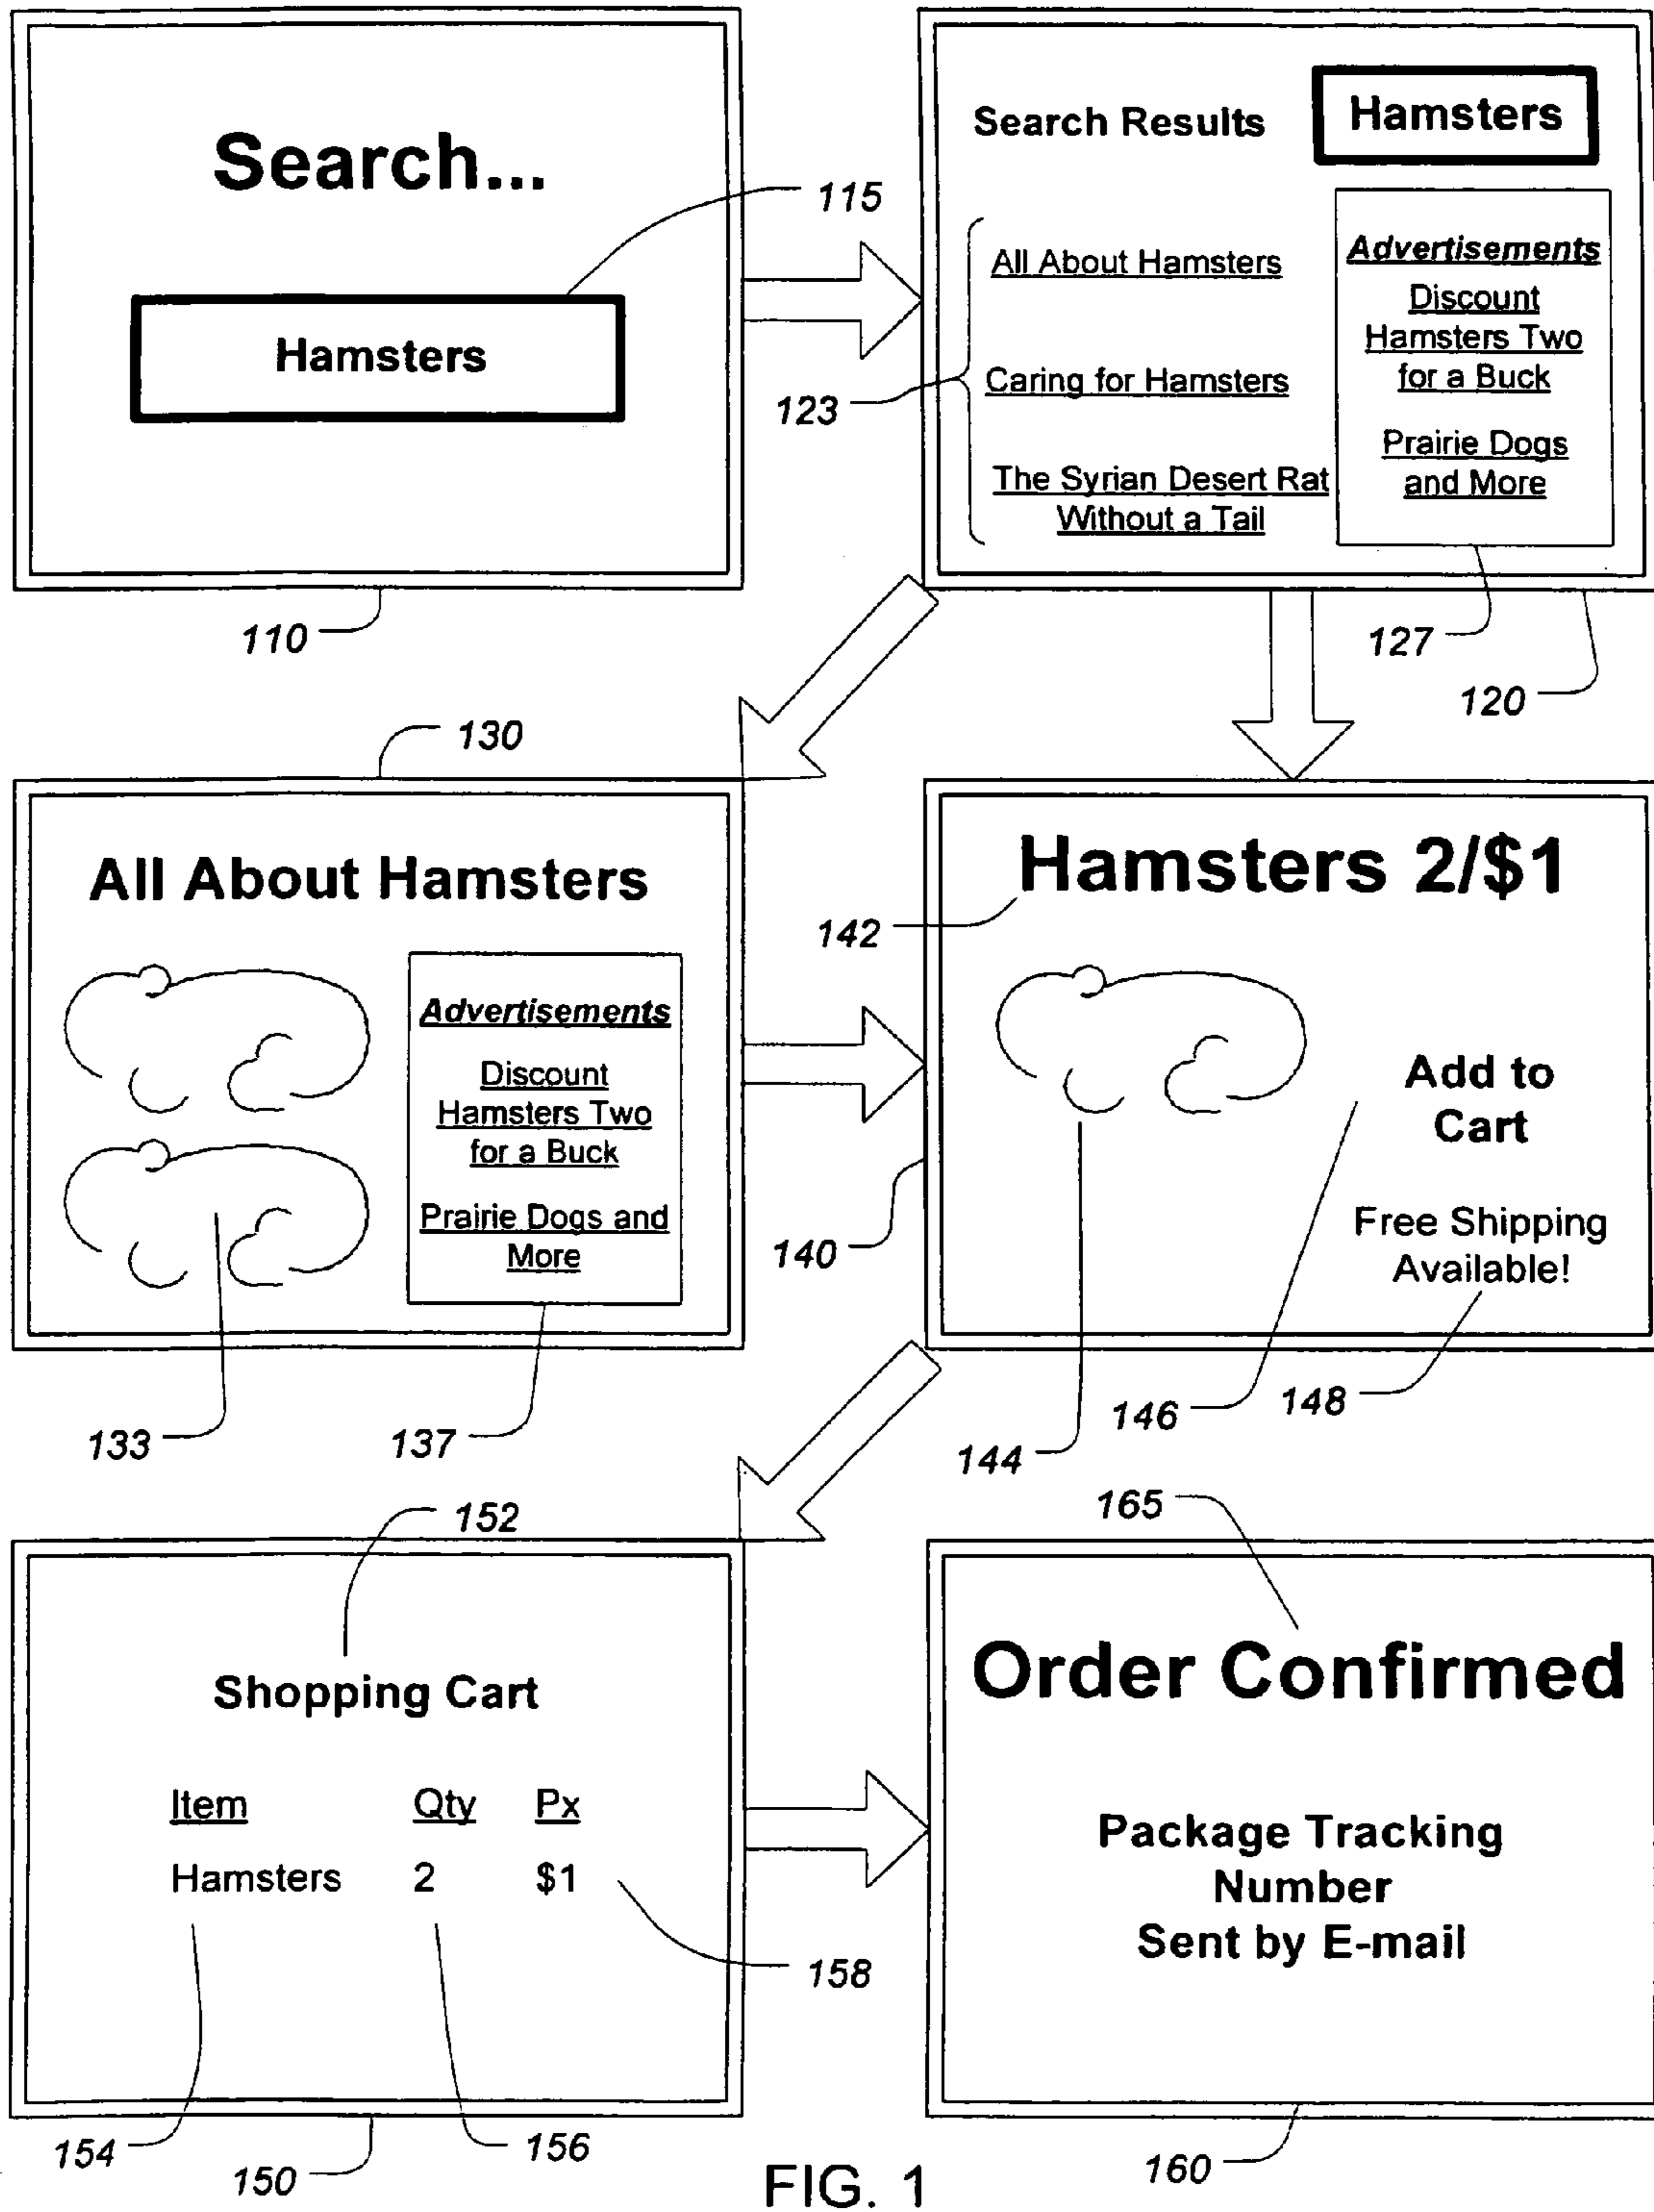 Search...
115
Hamsters
110
Search Results
Hamsters
123
All About Hamsters
Caring for Hamsters
The Syrian Desert Rat
Without a Tail
Advertisements
Discount
Hamsters Two
for a Buck
Prairie Dogs
and More
127
120
130
All About Hamsters
Advertisements
Discount
Hamsters Two
for a Buck
Prairie Dogs and
More
133
137
Hamsters 2/$1
142
Add to
Cart
Free Shipping
Available!
140
144
146
148
152
Shopping Cart
Item Qty Px
Hamsters 2 $1
158
154
150
156
165
Order Confirmed
Package Tracking
Number
Sent by E-mail
160
FIG. 1